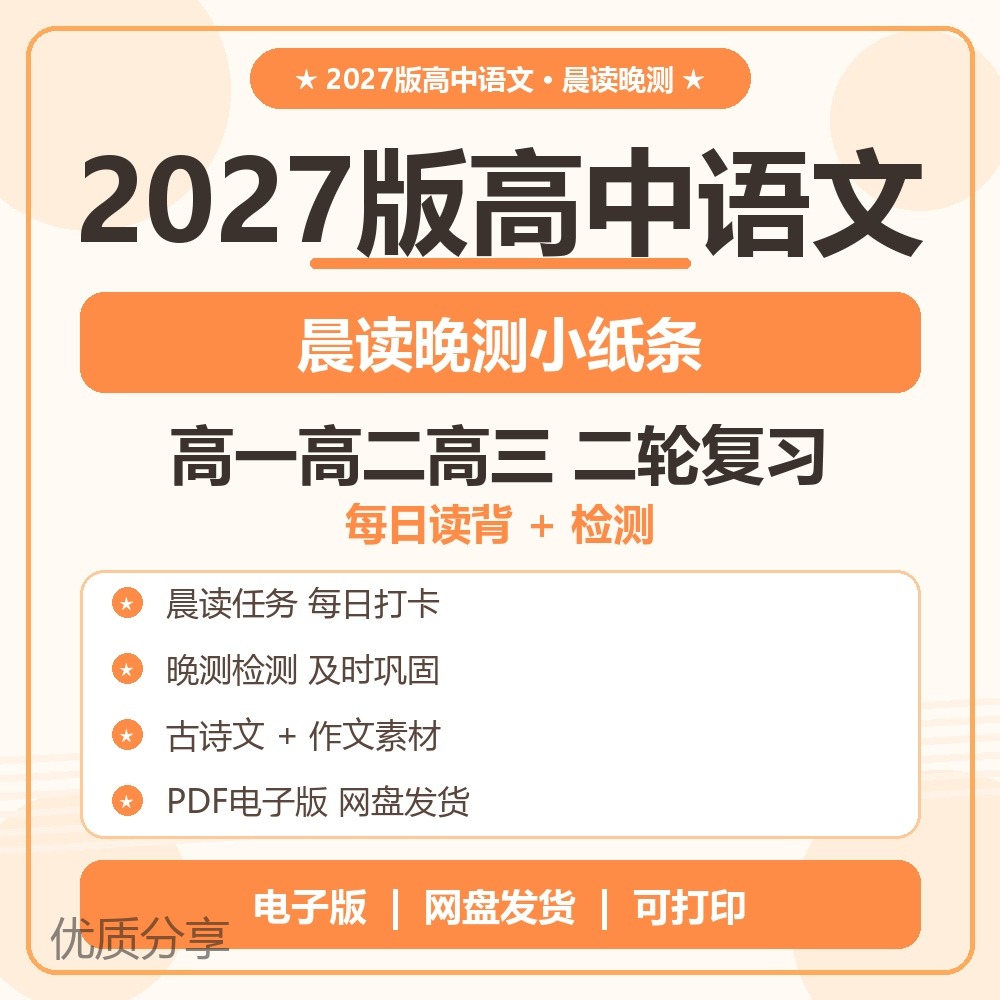 ★ 2027版高中语文 • 晨读晚测 ★
2027版高中语文
晨读晚测小纸条
高一高二高三 二轮复习
每日读背 + 检测
★ 晨读任务 每日打卡
★ 晚测检测 及时巩固
★ 古诗文 + 作文素材
★ PDF电子版 网盘发货
电子版 | 网盘发货 | 可打印
优质分享